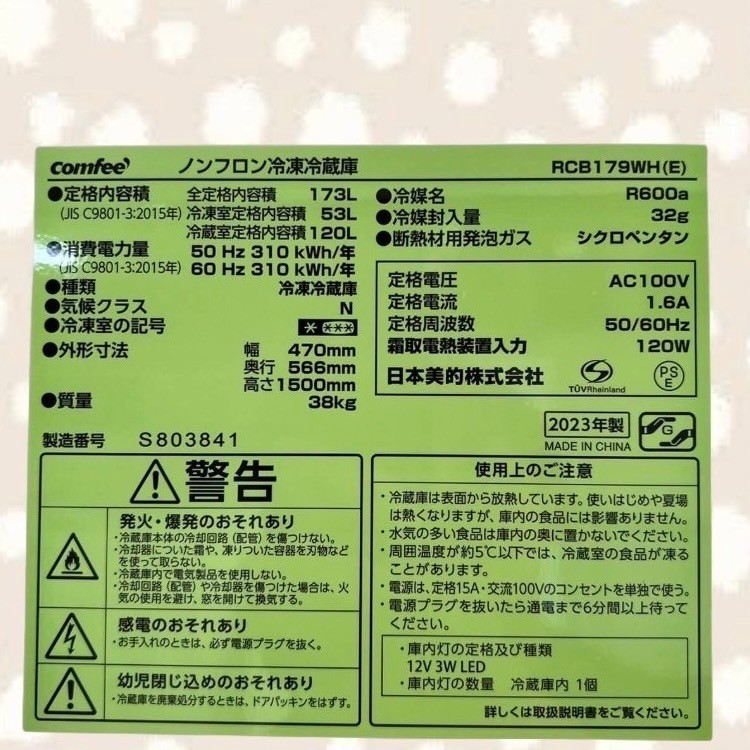 comfee' ノンフロン冷凍冷蔵庫 RCB179WH(E)
●定格内容積 全定格内容積 173L
(JIS C9801-3:2015年) 冷凍室定格内容積 53L
冷蔵室定格内容積 120L
●消費電力量 50 Hz 310 kWh/年
(JIS C9801-3:2015年) 60 Hz 310 kWh/年
●種類 冷凍冷蔵庫
●気候クラス N
●冷凍室の記号 * ***
●外形寸法 幅 470mm
奥行 566mm
高さ 1500mm
●質量 38kg
製造番号 S803841
●冷媒名 R600a
●冷媒封入量 32g
●断熱材用発泡ガス シクロペンタン
定格電圧 AC100V
定格電流 1.6A
定格周波数 50/60Hz
霜取電熱装置入力 120W
日本美的株式会社 TÜVRheinland PSE
2023年製
MADE IN CHINA G
警告
発火・爆発のおそれあり
・冷蔵庫本体の冷却回路(配管)を傷つけない。
・冷却器についた霜や、凍りついた容器を刃物など
を使って取らない。
・冷蔵庫内で電気製品を使用しない。
・冷却回路(配管)や冷却器を傷つけた場合は、火
気の使用を避け、窓を開けて換気する。
感電のおそれあり
・お手入れのときは、必ず電源プラグを抜く。
幼児閉じ込めのおそれあり
・冷蔵庫を廃棄処分するときは、ドアパッキンをはずす。
使用上のご注意
・冷蔵庫は表面から放熱しています。使いはじめや夏場
は熱くなりますが、庫内の食品には影響ありません。
・水気の多い食品は庫内の奥に置かないでください。
・周囲温度が約5℃以下では、冷蔵室の食品が凍る
ことがあります。
・電源は、定格15A・交流100Vのコンセントを単独で使う。
・電源プラグを抜いたら通電まで6分間以上待って
ください。
・庫内灯の定格及び種類
12V 3W LED
・庫内灯の数量 冷蔵庫内 1個
詳しくは取扱説明書をご覧ください。